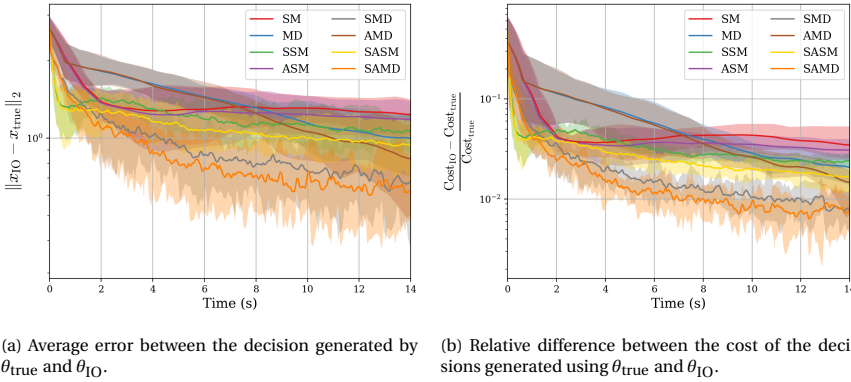 SM SMD
MD AMD
SSM SASM
ASM SAMD
‖x_IO − x_true‖₂
10⁰
0 2 4 6 8 10 12 14
Time (s)
SM SMD
MD AMD
SSM SASM
ASM SAMD
Cost_IO − Cost_true
Cost_true
10⁻¹
10⁻²
0 2 4 6 8 10 12 14
Time (s)
(a) Average error between the decision generated by
θ_true and θ_IO.
(b) Relative difference between the cost of the deci-
sions generated using θ_true and θ_IO.